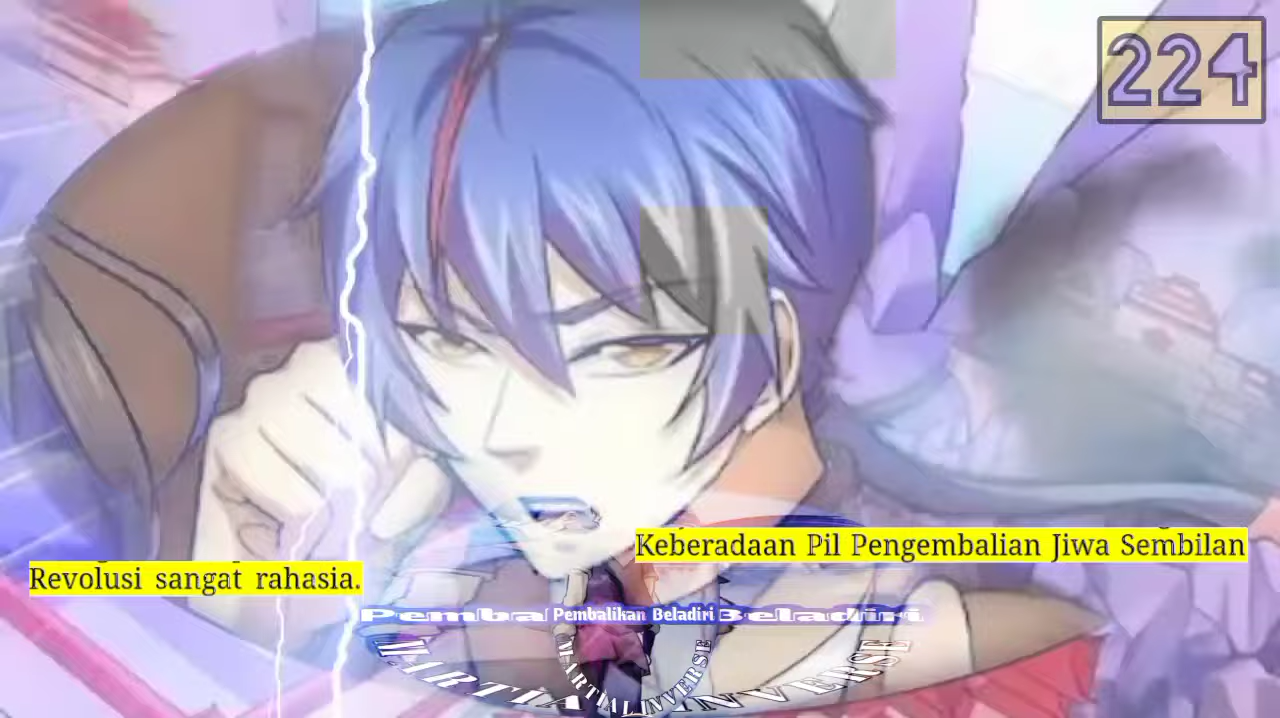 224
Keberadaan Pil Pengembalian Jiwa Sembilan
Revolusi sangat rahasia.
Pembalikan Beladiri
MARTIAL INVERSE